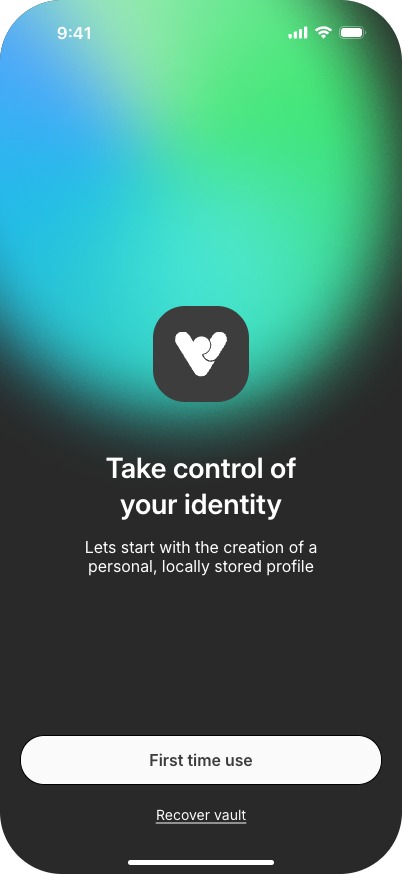 9:41
Take control of
your identity
Lets start with the creation of a
personal, locally stored profile
First time use
Recover vault